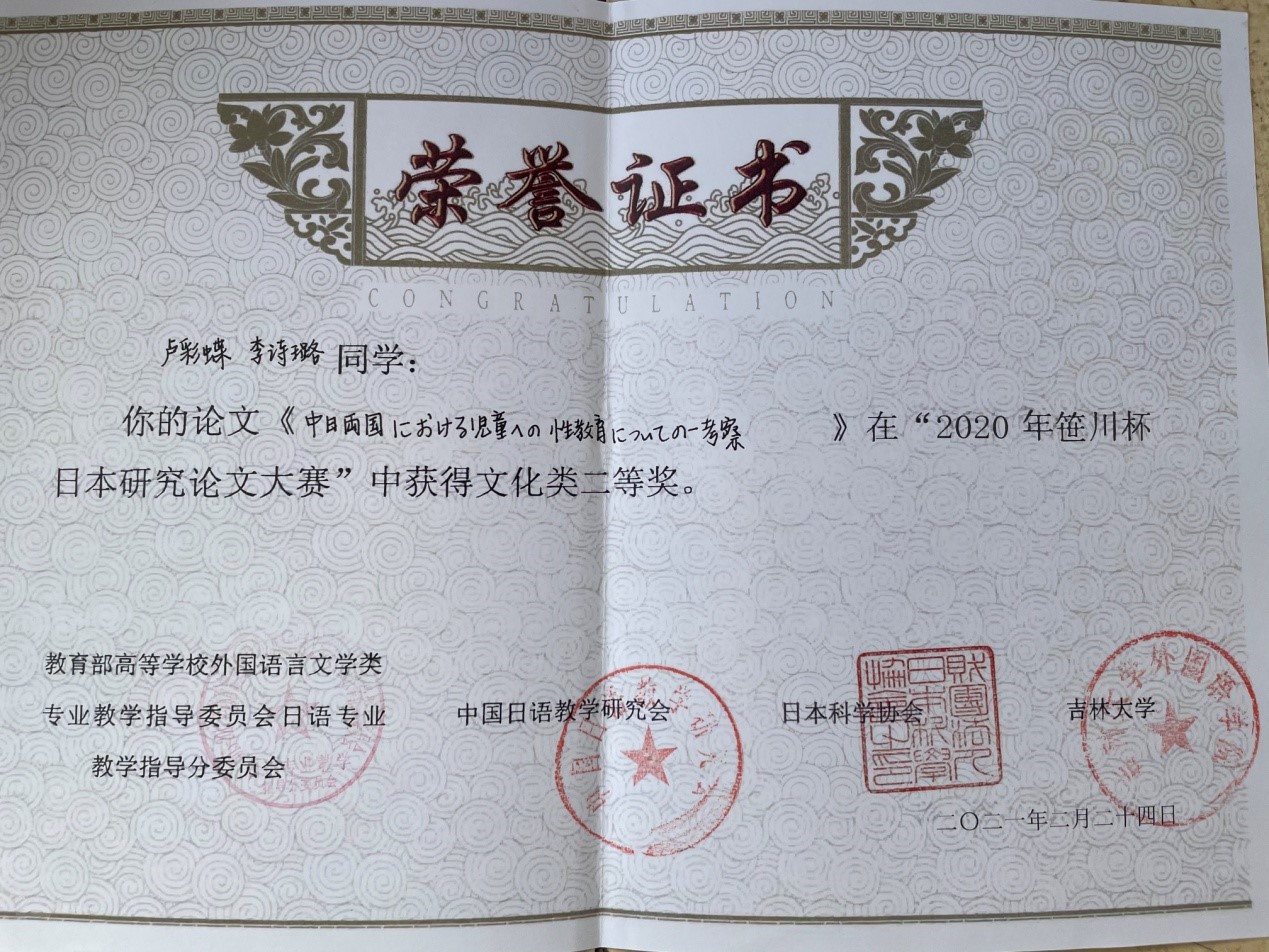 荣誉证书
CONGRATULATION
卢彩蝶 李诗璐 同学：
你的论文《中日両国における児童への性教育についての一考察》在“2020 年笹川杯
日本研究论文大赛”中获得文化类二等奖。
教育部高等学校外国语言文学类
专业教学指导委员会日语专业
教学指导分委员会
中国日语教学研究会
日本科学协会
吉林大学
二〇二一年二月二十四日